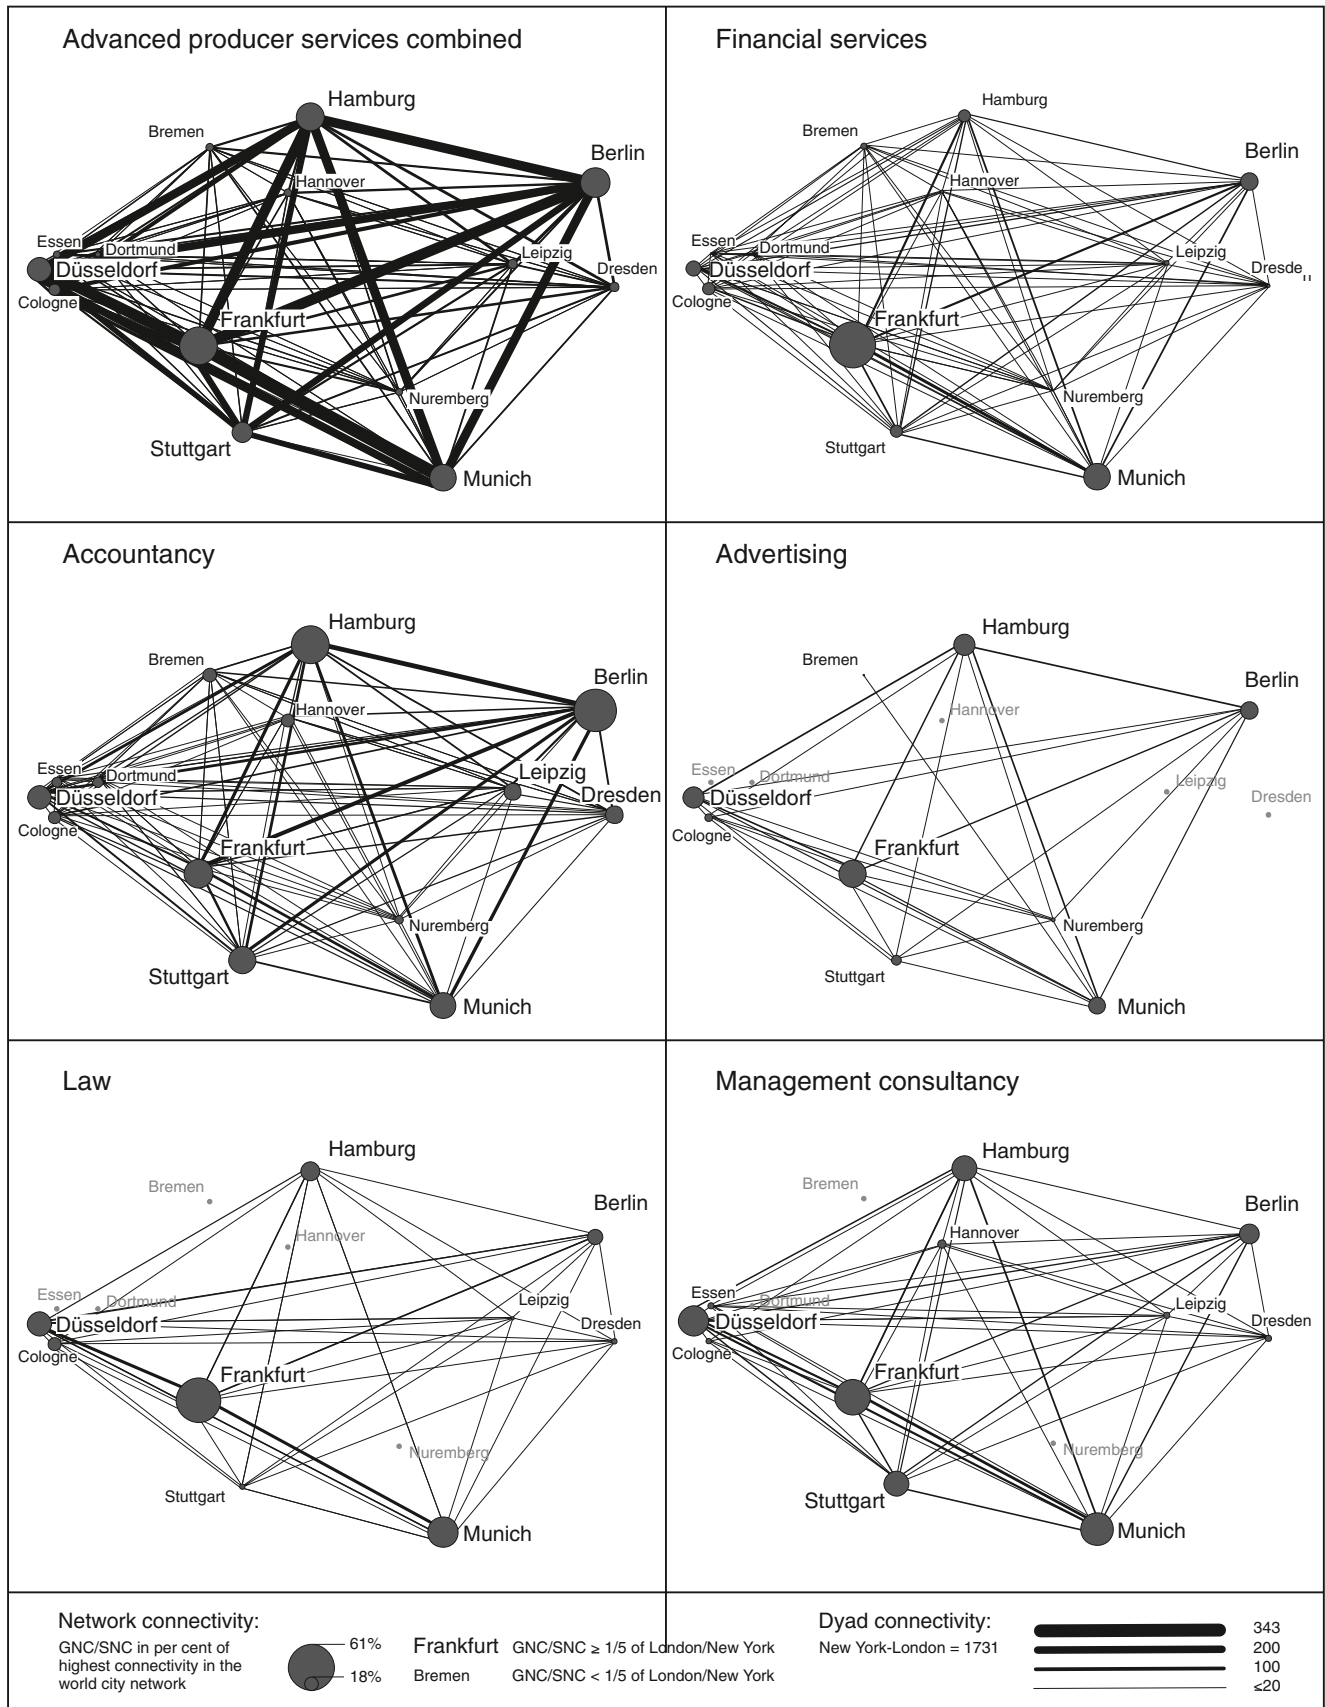 Advanced producer services combined
Hamburg
Bremen
Berlin
Hannover
Essen
Dortmund
Leipzig
Düsseldorf
Dresden
Cologne
Frankfurt
Nuremberg
Stuttgart
Munich
Financial services
Hamburg
Bremen
Berlin
Hannover
Essen
Dortmund
Leipzig
Düsseldorf
Dresden
Cologne
Frankfurt
Nuremberg
Stuttgart
Munich
Accountancy
Hamburg
Bremen
Berlin
Hannover
Essen
Dortmund
Leipzig
Düsseldorf
Dresden
Cologne
Frankfurt
Nuremberg
Stuttgart
Munich
Advertising
Hamburg
Bremen
Berlin
Hannover
Essen
Dortmund
Leipzig
Düsseldorf
Dresden
Cologne
Frankfurt
Nuremberg
Stuttgart
Munich
Law
Hamburg
Bremen
Berlin
Hannover
Essen
Dortmund
Leipzig
Düsseldorf
Dresden
Cologne
Frankfurt
Nuremberg
Stuttgart
Munich
Management consultancy
Hamburg
Bremen
Berlin
Hannover
Essen
Dortmund
Leipzig
Düsseldorf
Dresden
Cologne
Frankfurt
Nuremberg
Stuttgart
Munich
Network connectivity:
GNC/SNC in per cent of
highest connectivity in the
world city network
61%
18%
Frankfurt GNC/SNC ≥ 1/5 of London/New York
Bremen GNC/SNC < 1/5 of London/New York
Dyad connectivity:
New York-London = 1731
343
200
100
≤20